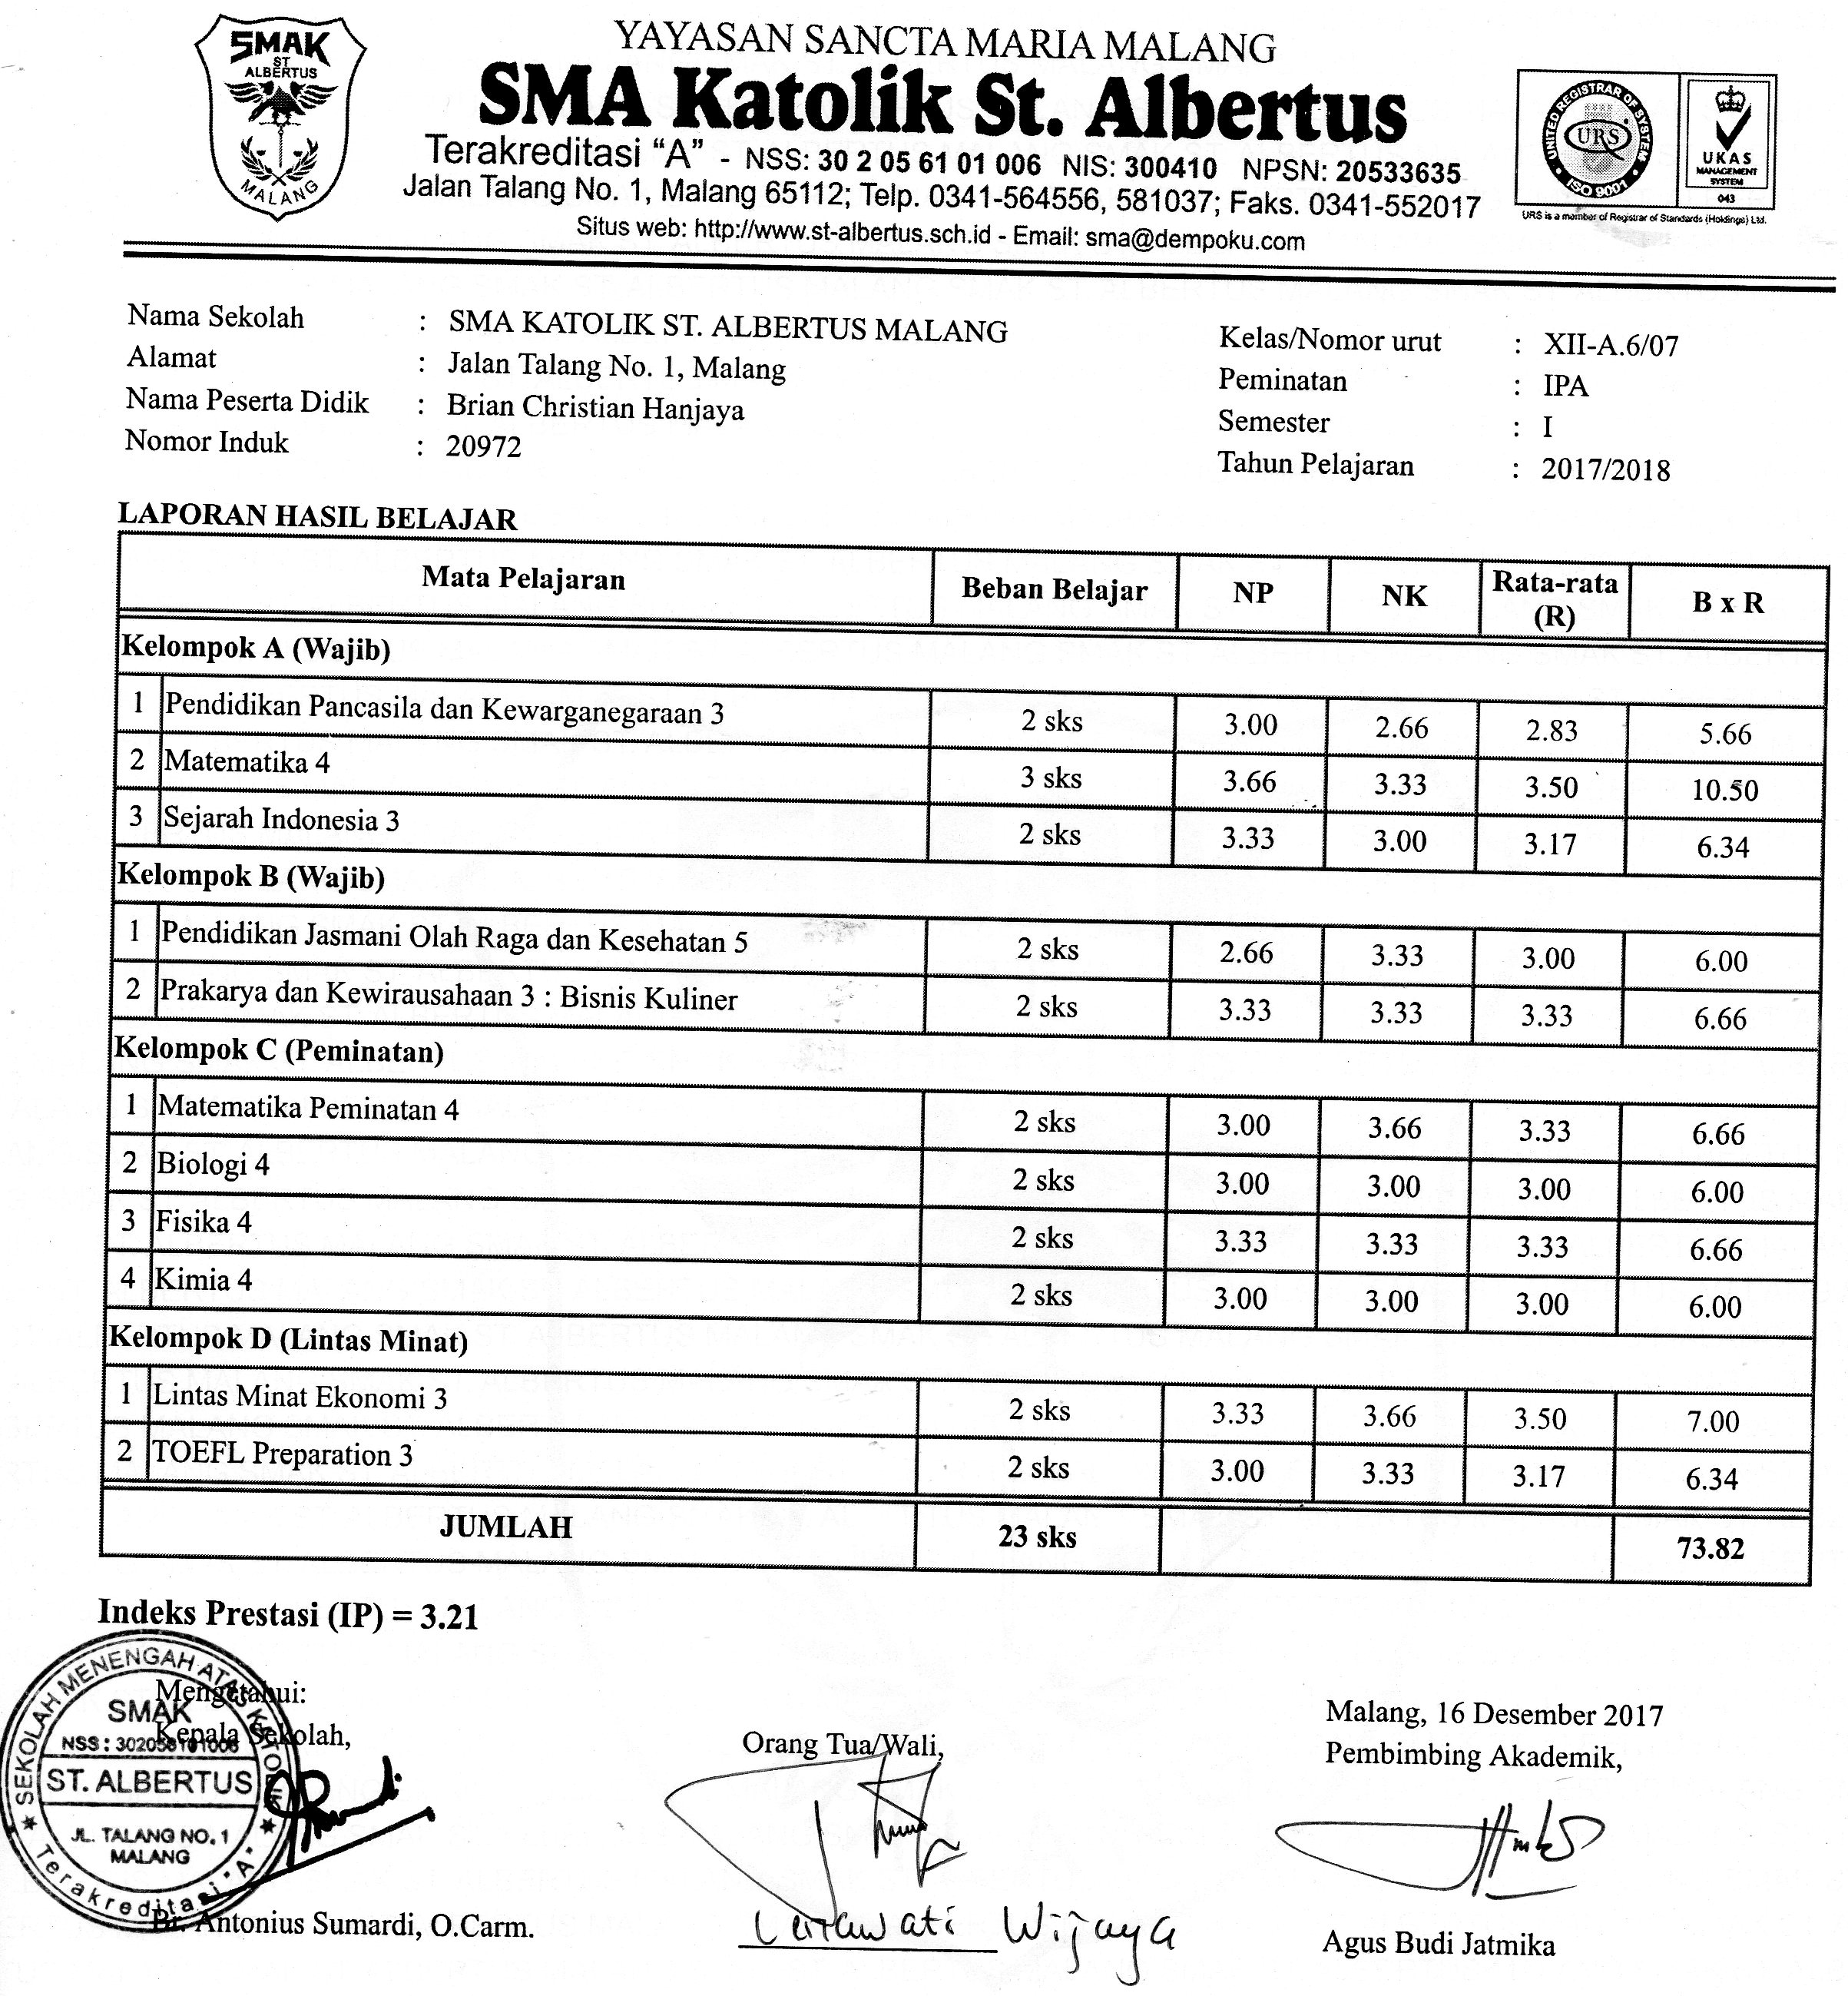 SMAK
ST
ALBERTUS
MALANG
YAYASAN SANCTA MARIA MALANG
SMA Katolik St. Albertus
Terakreditasi “A” - NSS: 30 2 05 61 01 006 NIS: 300410 NPSN: 20533635
Jalan Talang No. 1, Malang 65112; Telp. 0341-564556, 581037; Faks. 0341-552017
Situs web: http://www.st-albertus.sch.id - Email: sma@dempoku.com
UNITED REGISTRAR OF SYSTEM
URS
ISO 9001
UKAS
MANAGEMENT
SYSTEM
043
URS is a member of Registrar of Standards (Holdings) Ltd.
Nama Sekolah : SMA KATOLIK ST. ALBERTUS MALANG Kelas/Nomor urut : XII-A.6/07
Alamat : Jalan Talang No. 1, Malang Peminatan : IPA
Nama Peserta Didik : Brian Christian Hanjaya Semester : I
Nomor Induk : 20972 Tahun Pelajaran : 2017/2018
LAPORAN HASIL BELAJAR
Mata Pelajaran Beban Belajar NP NK Rata-rata (R) B x R
Kelompok A (Wajib)
1 Pendidikan Pancasila dan Kewarganegaraan 3 2 sks 3.00 2.66 2.83 5.66
2 Matematika 4 3 sks 3.66 3.33 3.50 10.50
3 Sejarah Indonesia 3 2 sks 3.33 3.00 3.17 6.34
Kelompok B (Wajib)
1 Pendidikan Jasmani Olah Raga dan Kesehatan 5 2 sks 2.66 3.33 3.00 6.00
2 Prakarya dan Kewirausahaan 3 : Bisnis Kuliner 2 sks 3.33 3.33 3.33 6.66
Kelompok C (Peminatan)
1 Matematika Peminatan 4 2 sks 3.00 3.66 3.33 6.66
2 Biologi 4 2 sks 3.00 3.00 3.00 6.00
3 Fisika 4 2 sks 3.33 3.33 3.33 6.66
4 Kimia 4 2 sks 3.00 3.00 3.00 6.00
Kelompok D (Lintas Minat)
1 Lintas Minat Ekonomi 3 2 sks 3.33 3.66 3.50 7.00
2 TOEFL Preparation 3 2 sks 3.00 3.33 3.17 6.34
JUMLAH 23 sks 73.82
Indeks Prestasi (IP) = 3.21
Mengetahui:
Kepala Sekolah,
Orang Tua/Wali,
Malang, 16 Desember 2017
Pembimbing Akademik,
SEKOLAH MENENGAH ATAS KATOLIK
SMAK
NSS : 302056101006
ST. ALBERTUS
JL. TALANG NO. 1
MALANG
Terakreditasi "A"
Br. Antonius Sumardi, O.Carm.
Wijaya
Agus Budi Jatmika